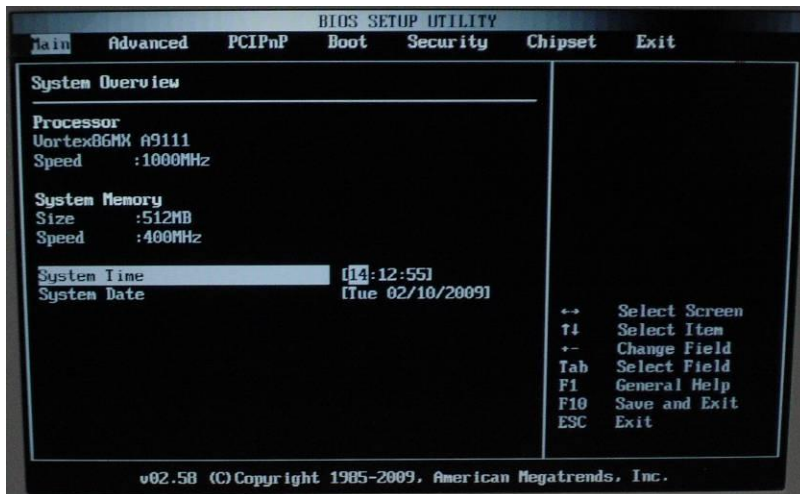 BIOS SETUP UTILITY
Main Advanced PCIPnP Boot Security Chipset Exit
System Overview
Processor
Vortex86MX A9111
Speed :1000MHz
System Memory
Size :512MB
Speed :400MHz
System Time [14:12:55]
System Date [Tue 02/10/2009]
↔ Select Screen
↑↓ Select Item
+- Change Field
Tab Select Field
F1 General Help
F10 Save and Exit
ESC Exit
v02.58 (C)Copyright 1985-2009, American Megatrends, Inc.